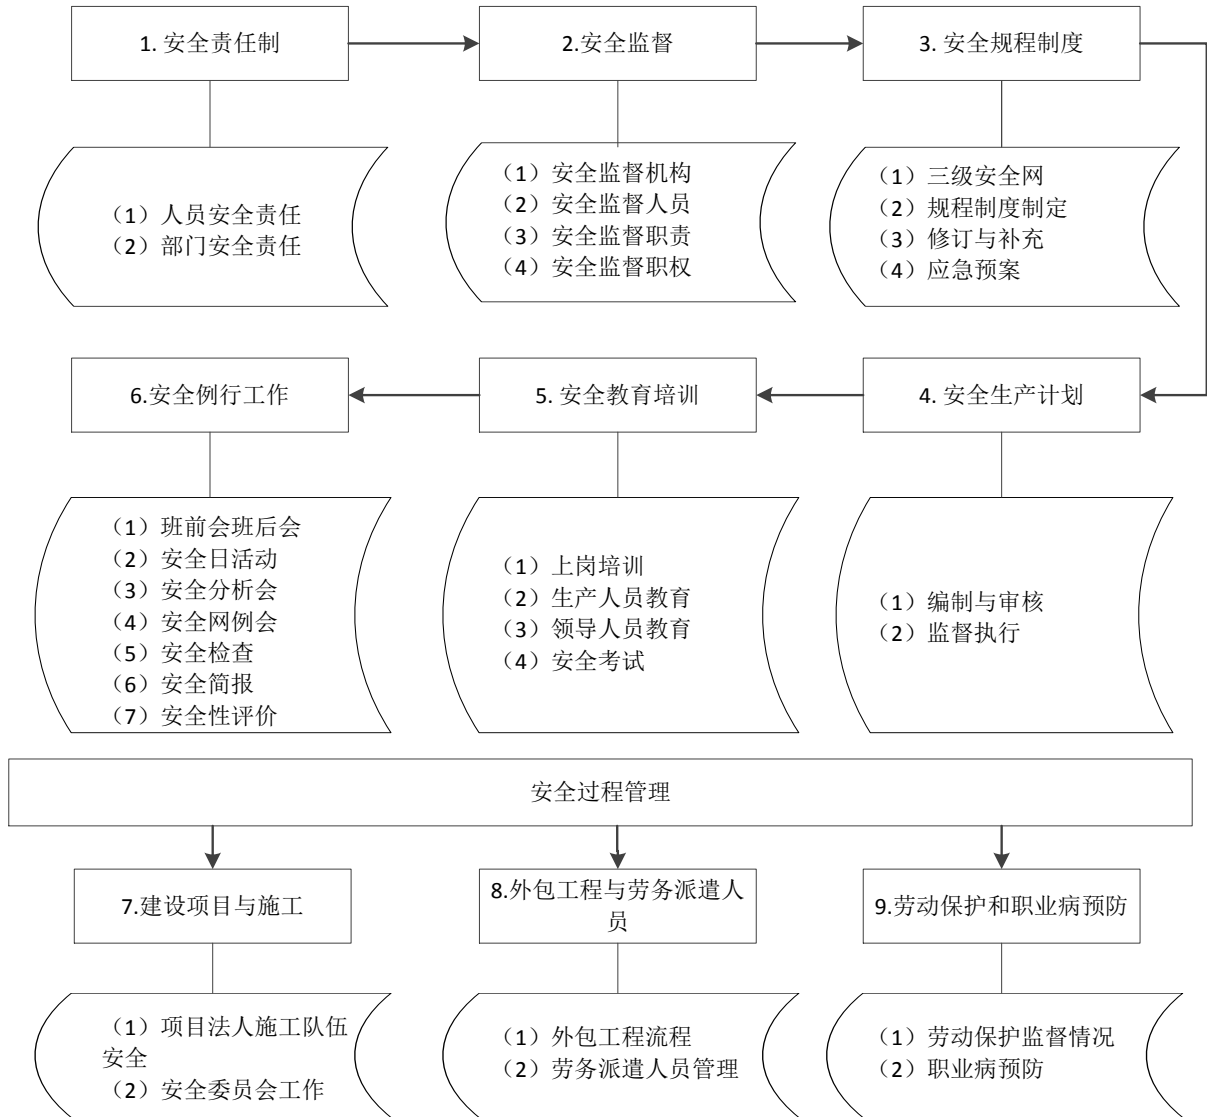 1. 安全责任制
2.安全监督
3. 安全规程制度
（1）人员安全责任
（2）部门安全责任
（1）安全监督机构
（2）安全监督人员
（3）安全监督职责
（4）安全监督职权
（1）三级安全网
（2）规程制度制定
（3）修订与补充
（4）应急预案
6.安全例行工作
5. 安全教育培训
4. 安全生产计划
（1）班前会班后会
（2）安全日活动
（3）安全分析会
（4）安全网例会
（5）安全检查
（6）安全简报
（7）安全性评价
（1）上岗培训
（2）生产人员教育
（3）领导人员教育
（4）安全考试
（1）编制与审核
（2）监督执行
安全过程管理
7.建设项目与施工
8.外包工程与劳务派遣人
员
9.劳动保护和职业病预防
（1）项目法人施工队伍
安全
（2）安全委员会工作
（1）外包工程流程
（2）劳务派遣人员管理
（1）劳动保护监督情况
（2）职业病预防